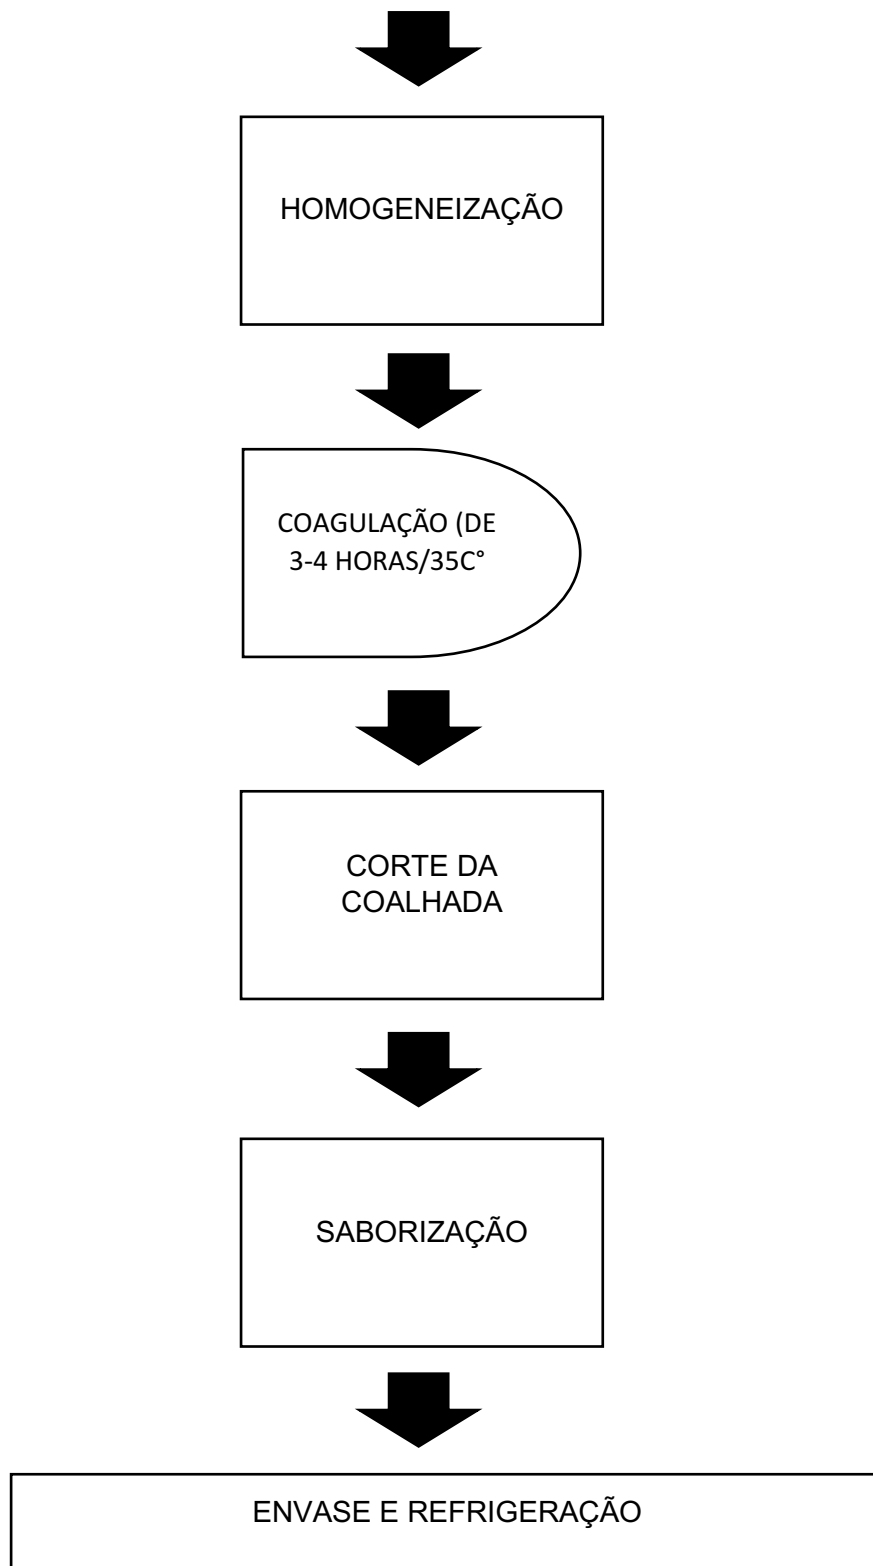 HOMOGENEIZAÇÃO
COAGULAÇÃO (DE
3-4 HORAS/35C°
CORTE DA
COALHADA
SABORIZAÇÃO
ENVASE E REFRIGERAÇÃO